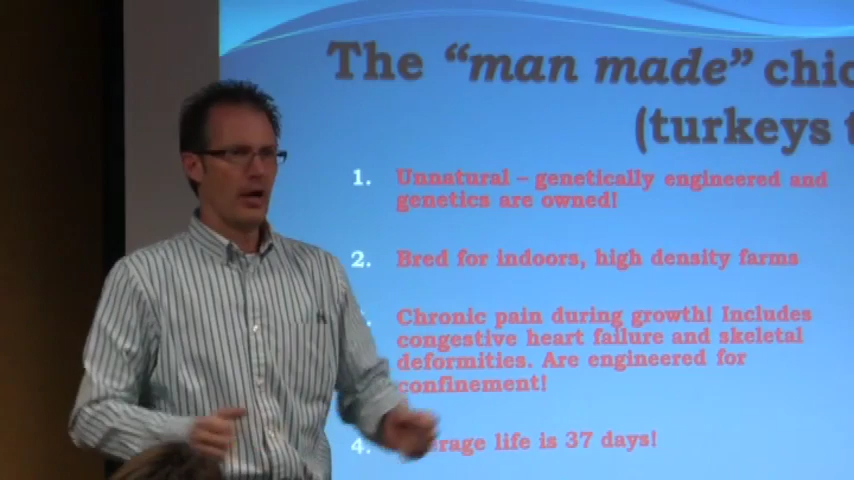 The "man made"
(turkeys
1. Unnatural – genetically engineered and
genetics are owned!
2. Bred for indoors, high density farms
Chronic pain during growth! Includes
congestive heart failure and skeletal
deformities. Are engineered for
confinement!
4. life is 37 days!